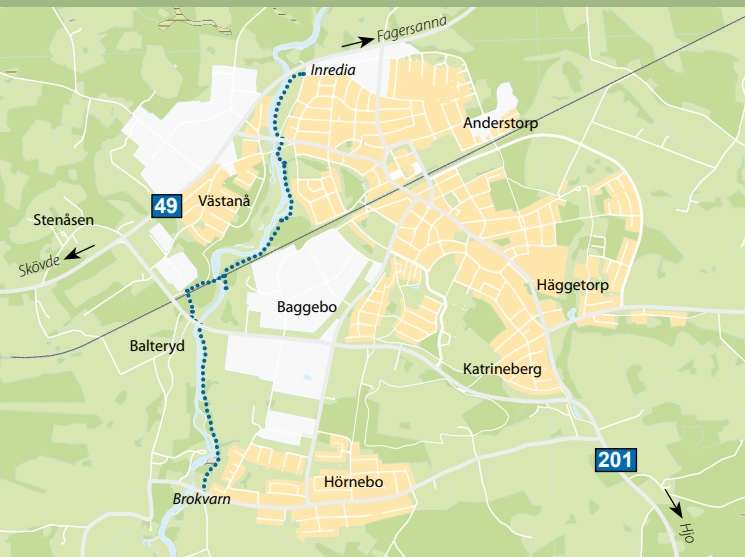 Fagersanna
Inredia
Anderstorp
49
Västanå
Stenåsen
Skövde
Häggetorp
Baggebo
Balteryd
Katrineberg
201
Hörnebo
Brokvarn
Hjo